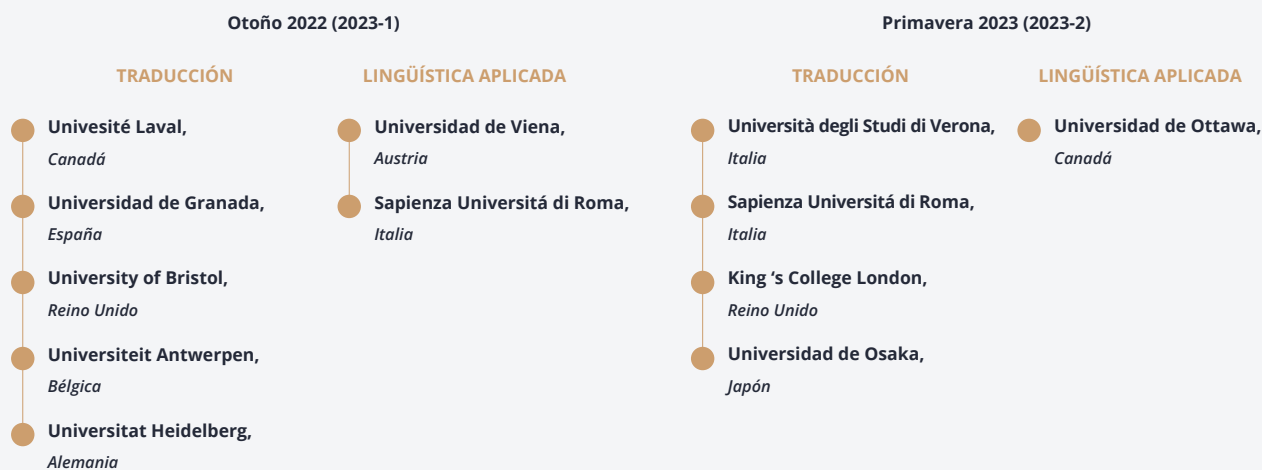 Otoño 2022 (2023-1)
TRADUCCIÓN
Univesité Laval,
Canadá
Universidad de Granada,
España
University of Bristol,
Reino Unido
Universiteit Antwerpen,
Bélgica
Universitat Heidelberg,
Alemania
LINGÜÍSTICA APLICADA
Universidad de Viena,
Austria
Sapienza Universitá di Roma,
Italia
Primavera 2023 (2023-2)
TRADUCCIÓN
Università degli Studi di Verona,
Italia
Sapienza Universitá di Roma,
Italia
King ‘s College London,
Reino Unido
Universidad de Osaka,
Japón
LINGÜÍSTICA APLICADA
Universidad de Ottawa,
Canadá